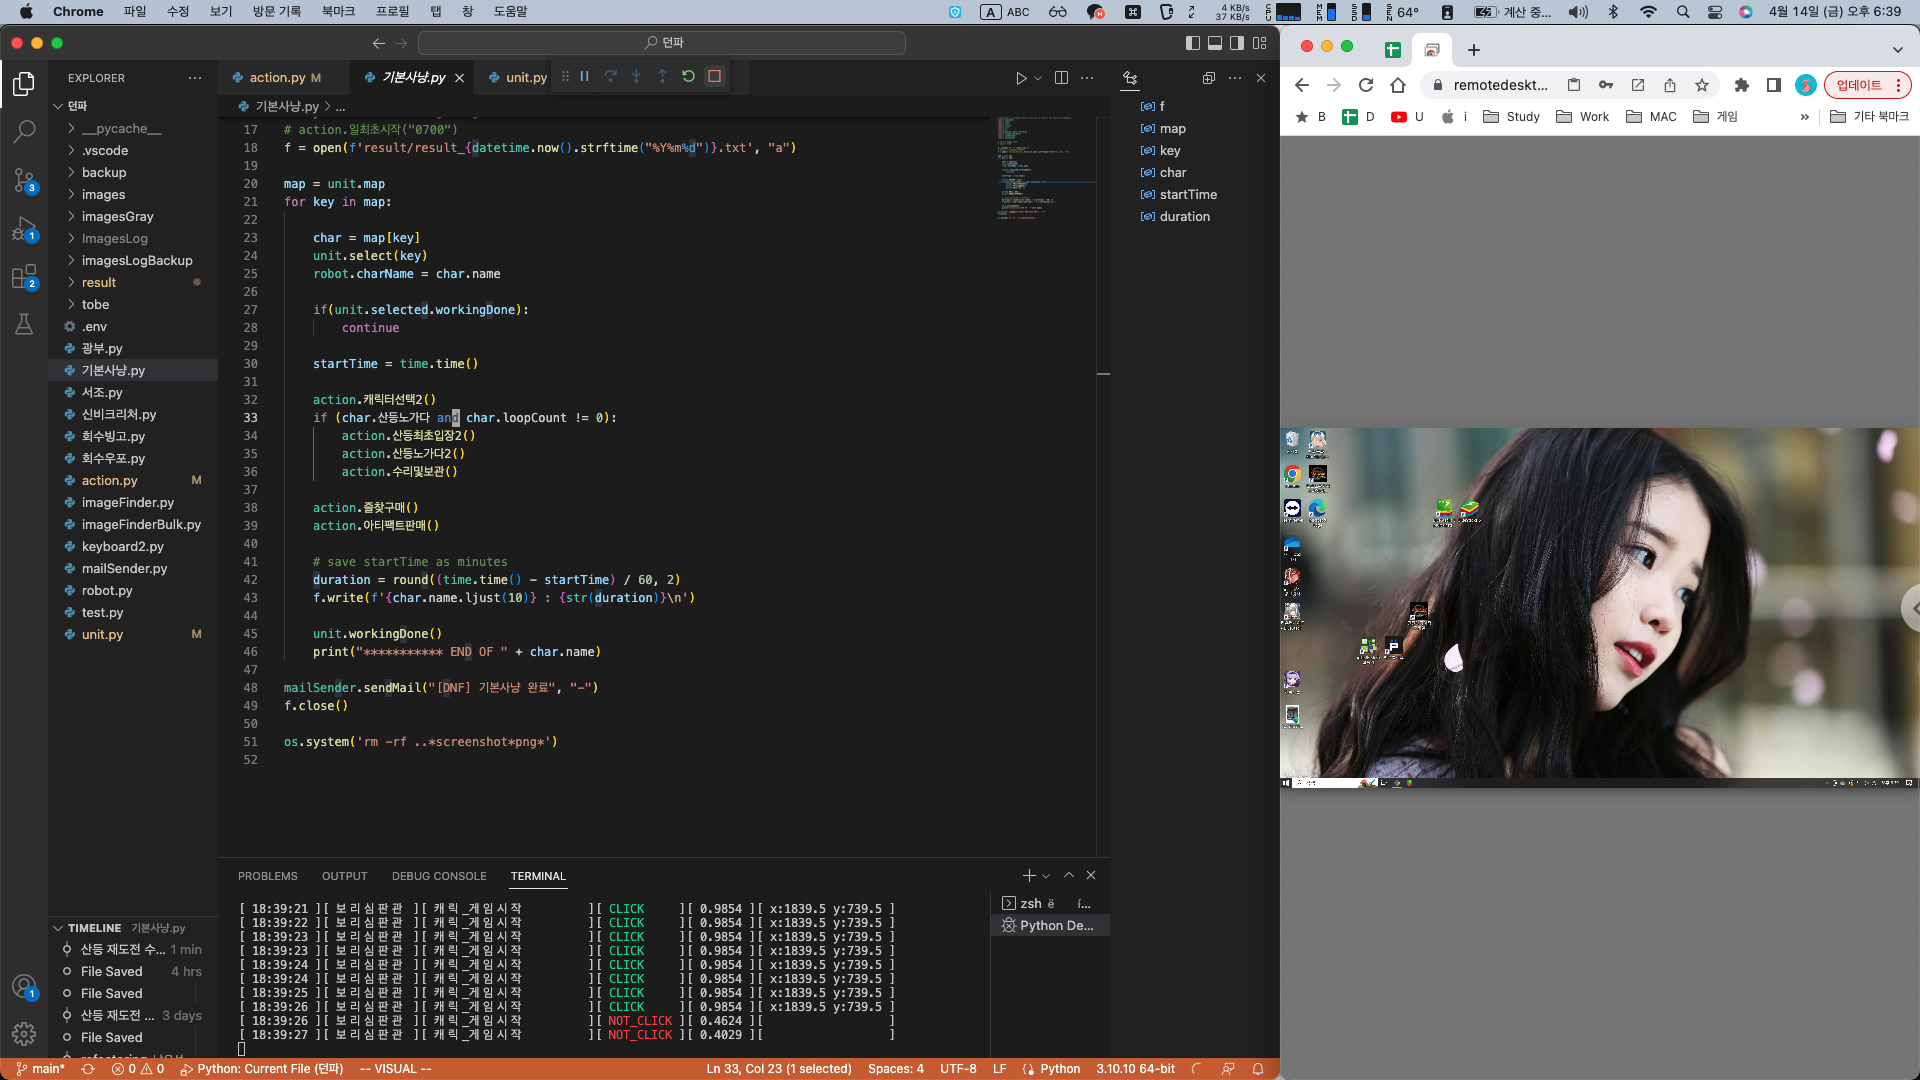 Chrome 파일 수정 보기 방문 기록 북마크 프로필 탭 창 도움말
A ABC 4 KB/s 37 KB/s CPU MEM SSD SEN 64° 계산 중... 4월 14일 (금) 오후 6:39
던파
EXPLORER
던파
__pycache__
.vscode
backup
images
imagesGray
ImagesLog
imagesLogBackup
result
tobe
.env
광부.py
기본사냥.py
서조.py
신비크리처.py
회수빙고.py
회수우포.py
action.py M
imageFinder.py
imageFinderBulk.py
keyboard2.py
mailSender.py
robot.py
test.py
unit.py M
3
1
2
1
TIMELINE 기본사냥.py
산등 재도전 수... 1 min
File Saved 4 hrs
File Saved
산등 재도전 ... 3 days
File Saved
action.py M 기본사냥.py unit.py
기본사냥.py > ...
17 # action.일최초시작("0700")
18 f = open(f'result/result_{datetime.now().strftime("%Y%m%d")}.txt', "a")
19
20 map = unit.map
21 for key in map:
22
23 char = map[key]
24 unit.select(key)
25 robot.charName = char.name
26
27 if(unit.selected.workingDone):
28 continue
29
30 startTime = time.time()
31
32 action.캐릭터선택2()
33 if (char.산등노가다 and char.loopCount != 0):
34 action.산등최초입장2()
35 action.산등노가다2()
36 action.수리및보관()
37
38 action.즐찾구매()
39 action.아티팩트판매()
40
41 # save startTime as minutes
42 duration = round((time.time() - startTime) / 60, 2)
43 f.write(f'{char.name.ljust(10)} : {str(duration)}\n')
44
45 unit.workingDone()
46 print("*********** END OF " + char.name)
47
48 mailSender.sendMail("[DNF] 기본사냥 완료", "-")
49 f.close()
50
51 os.system('rm -rf ..*screenshot*png*')
52
f
map
key
char
startTime
duration
PROBLEMS OUTPUT DEBUG CONSOLE TERMINAL
[ 18:39:21 ][ 보리심판관 ][ 캐릭_게임시작 ][ CLICK ][ 0.9854 ][ x:1839.5 y:739.5 ]
[ 18:39:22 ][ 보리심판관 ][ 캐릭_게임시작 ][ CLICK ][ 0.9854 ][ x:1839.5 y:739.5 ]
[ 18:39:23 ][ 보리심판관 ][ 캐릭_게임시작 ][ CLICK ][ 0.9854 ][ x:1839.5 y:739.5 ]
[ 18:39:23 ][ 보리심판관 ][ 캐릭_게임시작 ][ CLICK ][ 0.9854 ][ x:1839.5 y:739.5 ]
[ 18:39:24 ][ 보리심판관 ][ 캐릭_게임시작 ][ CLICK ][ 0.9854 ][ x:1839.5 y:739.5 ]
[ 18:39:24 ][ 보리심판관 ][ 캐릭_게임시작 ][ CLICK ][ 0.9854 ][ x:1839.5 y:739.5 ]
[ 18:39:25 ][ 보리심판관 ][ 캐릭_게임시작 ][ CLICK ][ 0.9854 ][ x:1839.5 y:739.5 ]
[ 18:39:26 ][ 보리심판관 ][ 캐릭_게임시작 ][ CLICK ][ 0.9854 ][ x:1839.5 y:739.5 ]
[ 18:39:26 ][ 보리심판관 ][ 캐릭_게임시작 ][ NOT_CLICK ][ 0.4624 ][ ]
[ 18:39:27 ][ 보리심판관 ][ 캐릭_게임시작 ][ NOT_CLICK ][ 0.4029 ][ ]
zsh ë í...
Python De...
main* 0 0 Python: Current File (던파) -- VISUAL -- Ln 33, Col 23 (1 selected) Spaces: 4 UTF-8 LF Python 3.10.10 64-bit
remotedeskt... 업데이트
B D U i Study Work MAC 게임 » 기타 북마크